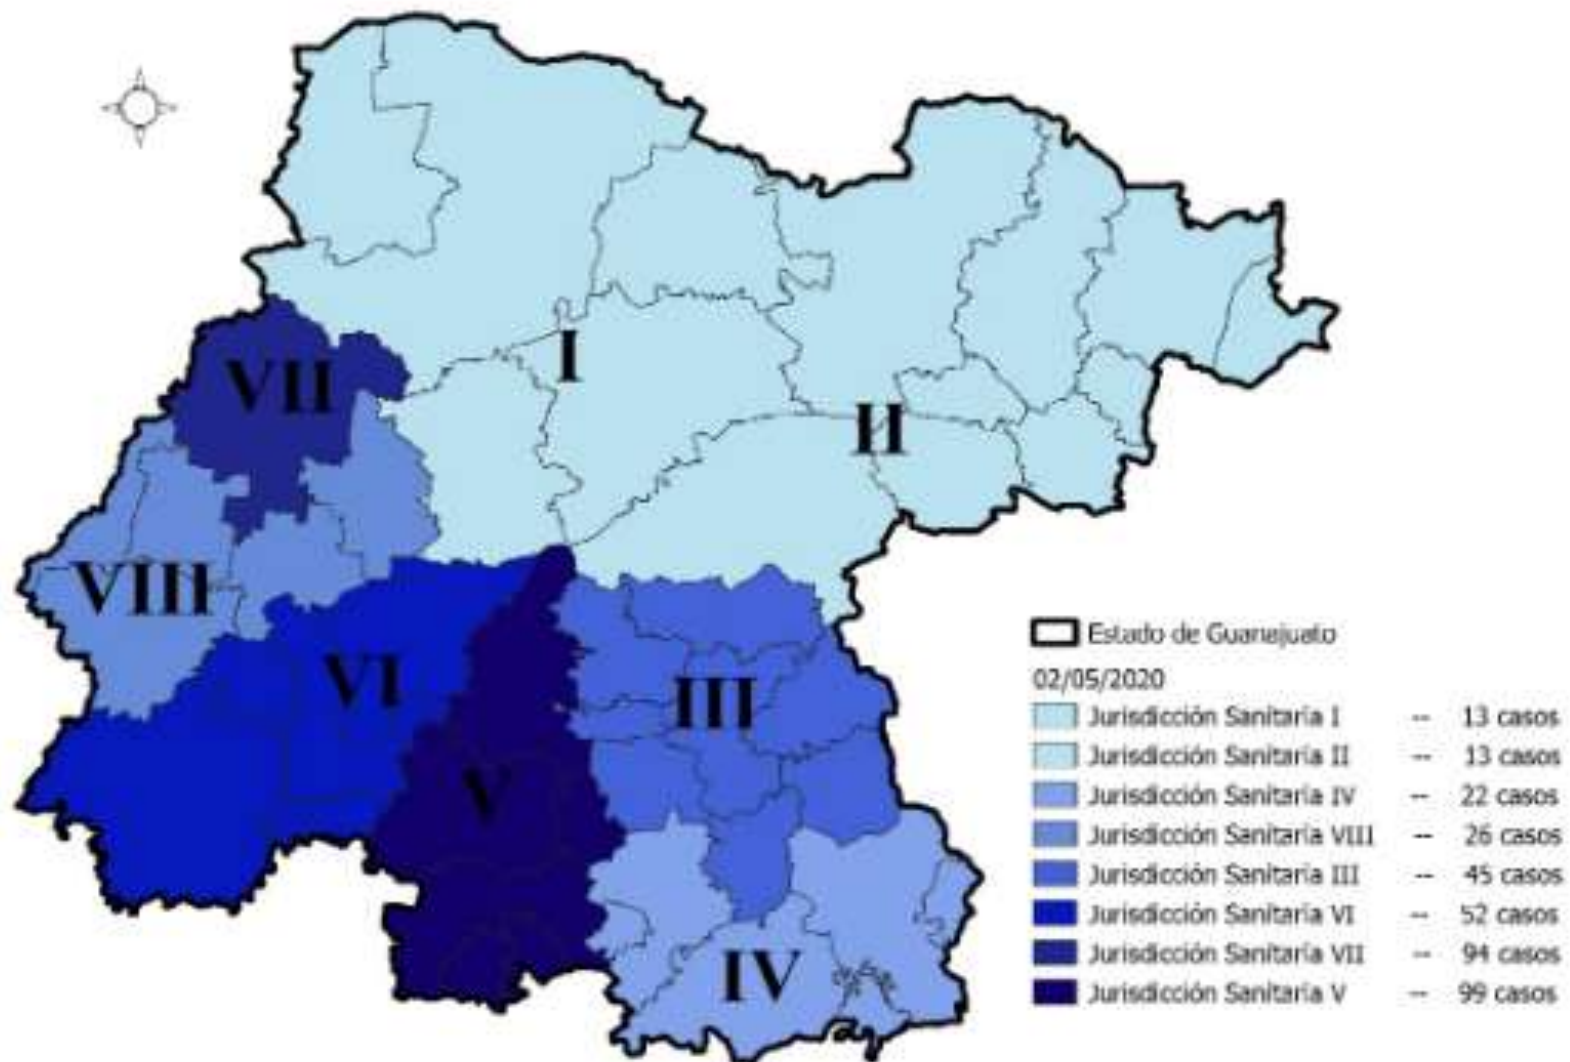 I
VII
II
VIII
VI
III
V
IV
Estado de Guanajuato
02/05/2020
Jurisdicción Sanitaria I -- 13 casos
Jurisdicción Sanitaria II -- 13 casos
Jurisdicción Sanitaria IV -- 22 casos
Jurisdicción Sanitaria VIII -- 26 casos
Jurisdicción Sanitaria III -- 45 casos
Jurisdicción Sanitaria VI -- 52 casos
Jurisdicción Sanitaria VII -- 94 casos
Jurisdicción Sanitaria V -- 99 casos